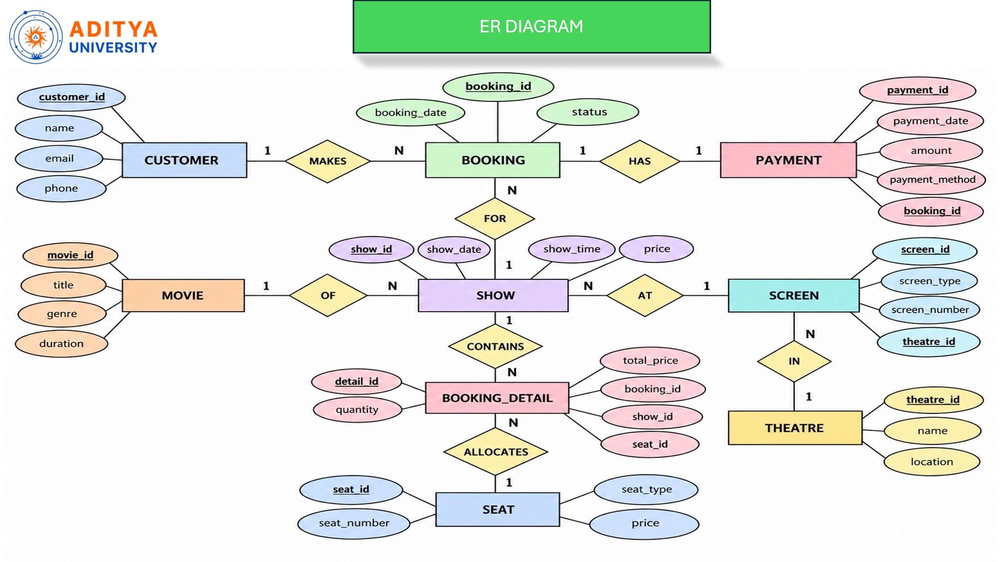 ADITYA
UNIVERSITY
ER DIAGRAM
customer_id
name
email
phone
CUSTOMER
1
MAKES
N
booking_id
booking_date
status
BOOKING
1
HAS
1
PAYMENT
payment_id
payment_date
amount
payment_method
booking_id
N
FOR
1
movie_id
title
genre
duration
MOVIE
1
OF
N
show_id
show_date
show_time
price
SHOW
N
AT
1
SCREEN
screen_id
screen_type
screen_number
theatre_id
1
CONTAINS
N
detail_id
quantity
BOOKING_DETAIL
total_price
booking_id
show_id
seat_id
N
IN
1
THEATRE
theatre_id
name
location
N
ALLOCATES
1
seat_id
seat_number
SEAT
seat_type
price